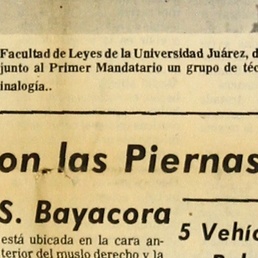 Facultad de Leyes de la Universidad Juárez, d
junto al Primer Mandatario un grupo de téc
inalogía..
on las Piernas
S. Bayacora
está ubicada en la cara an-
terior del muslo derecho y la
5 Vehíc